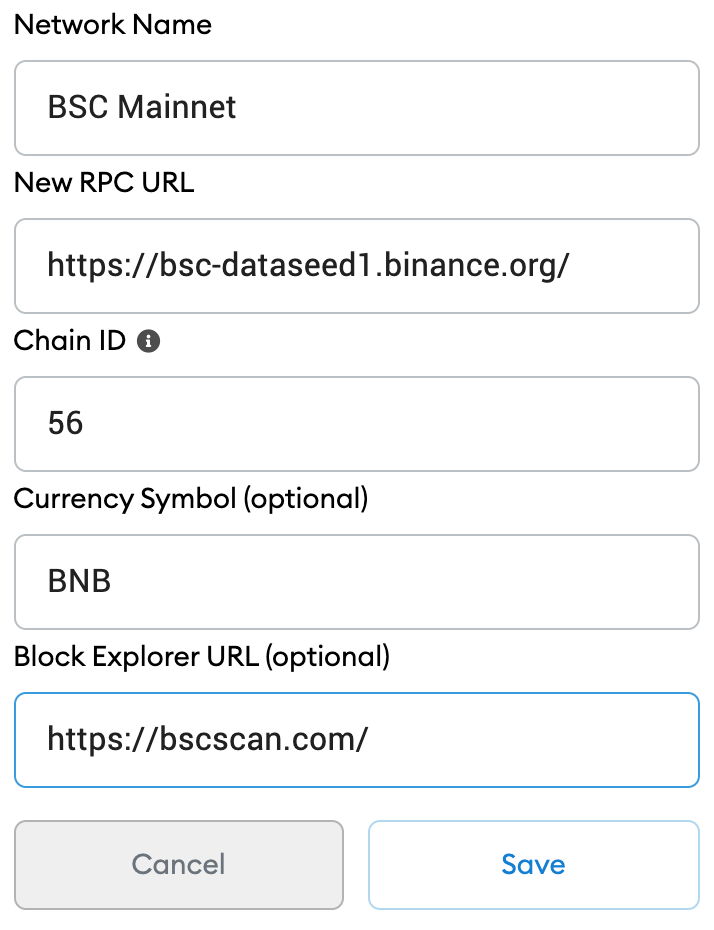 Network Name
BSC Mainnet
New RPC URL
https://bsc-dataseed1.binance.org/
Chain ID
56
Currency Symbol (optional)
BNB
Block Explorer URL (optional)
https://bscscan.com/
Cancel Save